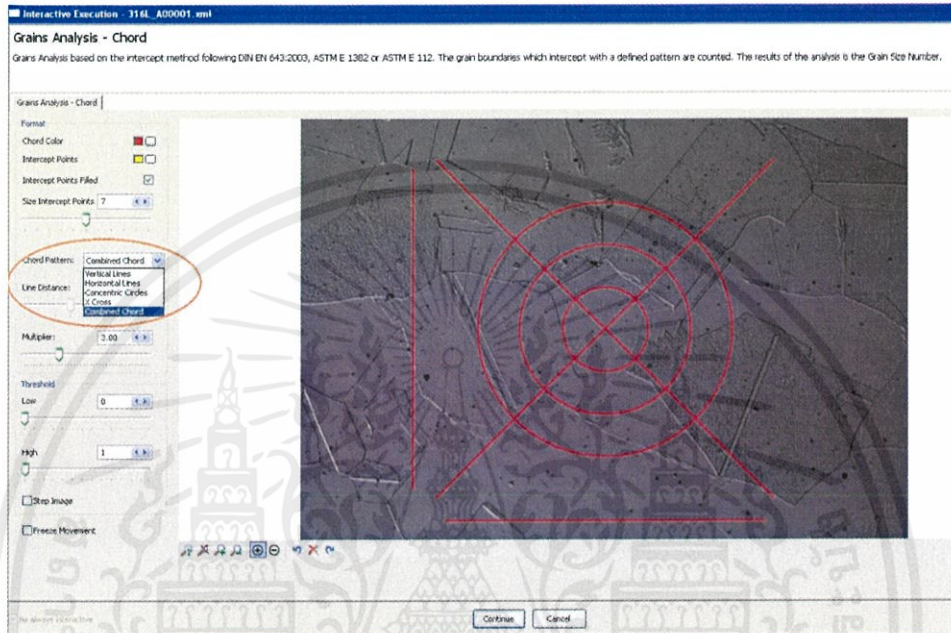 Interactive Execution - 316L_A00001.xml
Grains Analysis - Chord
Grains Analysis based on the intercept method following DIN EN 643:2003, ASTM E 1382 or ASTM E 112. The grain boundaries which intercept with a defined pattern are counted. The results of the analysis is the Grain Size Number.
Grains Analysis - Chord
Format
Chord Color
Intercept Points
Intercept Points Filled
Size Intercept Points 7
Chord Pattern: Combined Chord
Vertical Lines
Horizontal Lines
Concentric Circles
X Cross
Combined Chord
Line Distance:
Multiplier: 3.00
Threshold
Low 0
High 1
Step Image
Freeze Movement
be always interactive
Continue Cancel